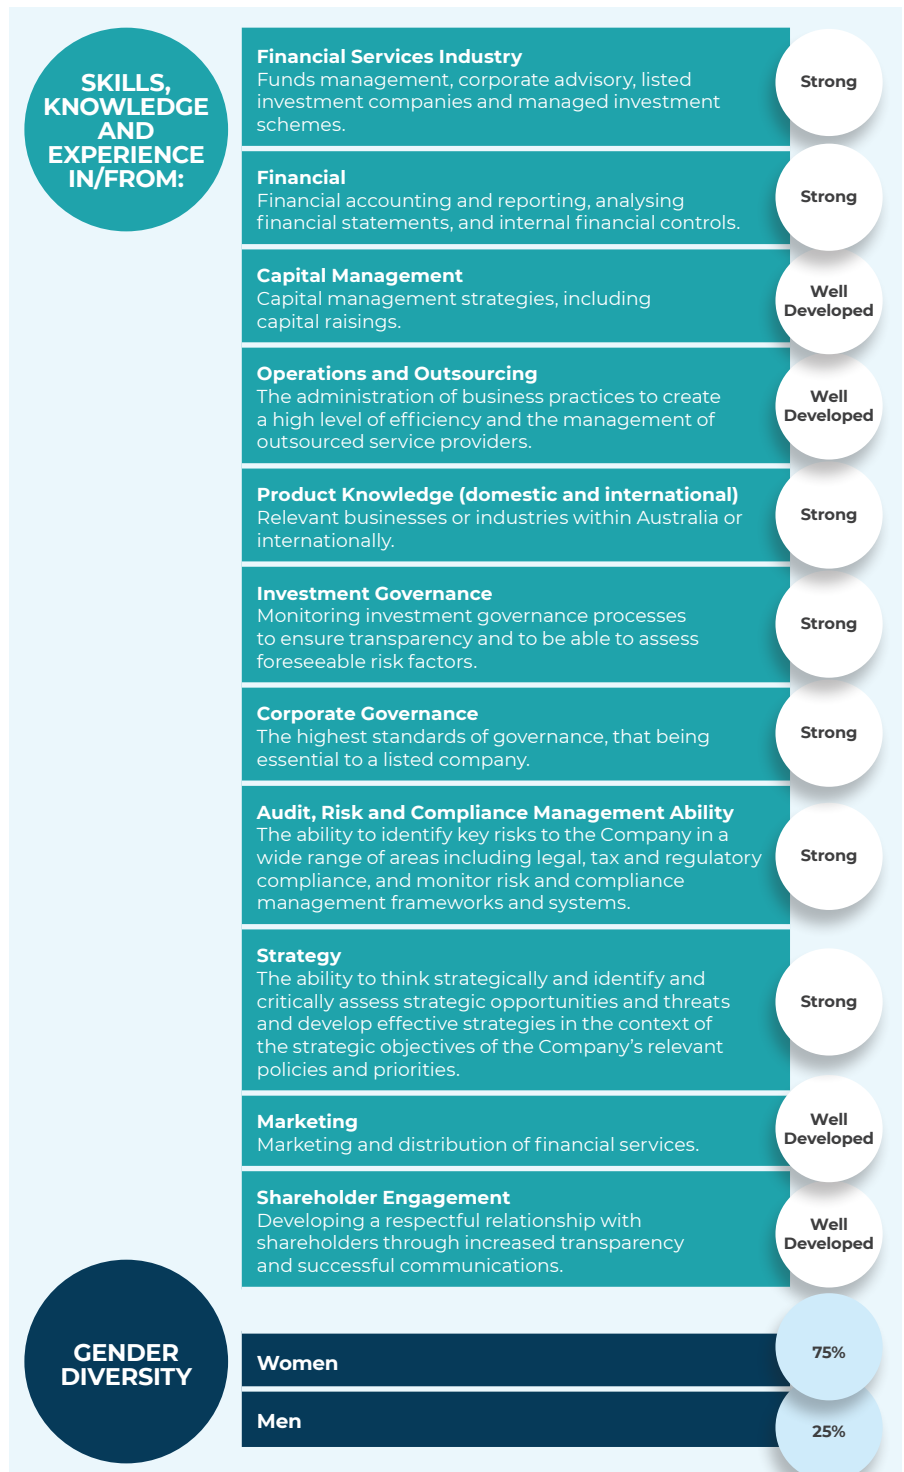 SKILLS,
KNOWLEDGE
AND
EXPERIENCE
IN/FROM:
Financial Services Industry
Funds management, corporate advisory, listed
investment companies and managed investment
schemes.
Strong
Financial
Financial accounting and reporting, analysing
financial statements, and internal financial controls.
Strong
Capital Management
Capital management strategies, including
capital raisings.
Well
Developed
Operations and Outsourcing
The administration of business practices to create
a high level of efficiency and the management of
outsourced service providers.
Well
Developed
Product Knowledge (domestic and international)
Relevant businesses or industries within Australia or
internationally.
Strong
Investment Governance
Monitoring investment governance processes
to ensure transparency and to be able to assess
foreseeable risk factors.
Strong
Corporate Governance
The highest standards of governance, that being
essential to a listed company.
Strong
Audit, Risk and Compliance Management Ability
The ability to identify key risks to the Company in a
wide range of areas including legal, tax and regulatory
compliance, and monitor risk and compliance
management frameworks and systems.
Strong
Strategy
The ability to think strategically and identify and
critically assess strategic opportunities and threats
and develop effective strategies in the context of
the strategic objectives of the Company's relevant
policies and priorities.
Strong
Marketing
Marketing and distribution of financial services.
Well
Developed
Shareholder Engagement
Developing a respectful relationship with
shareholders through increased transparency
and successful communications.
Well
Developed
GENDER
DIVERSITY
Women
75%
Men
25%